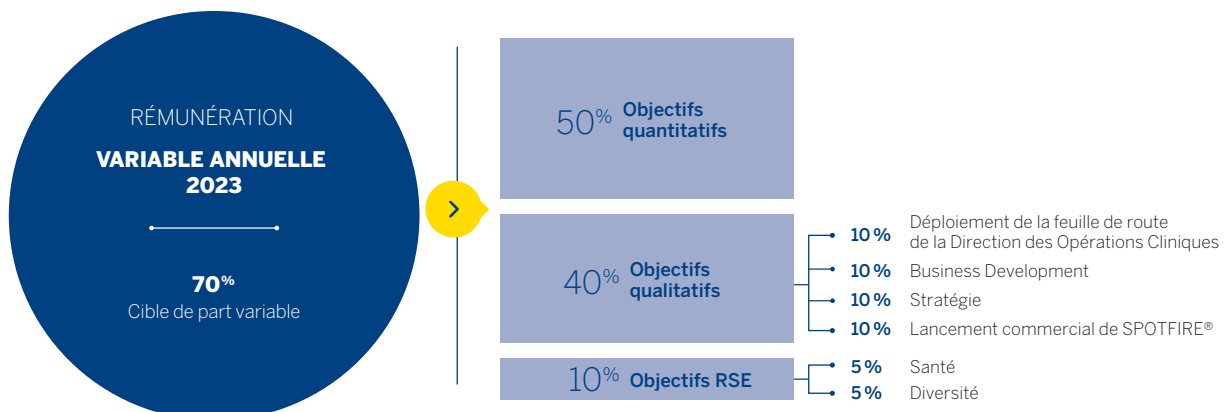 RÉMUNÉRATION
VARIABLE ANNUELLE
2023
70%
Cible de part variable
50% Objectifs
quantitatifs
40% Objectifs
qualitatifs
10% Déploiement de la feuille de route
de la Direction des Opérations Cliniques
10% Business Development
10% Stratégie
10% Lancement commercial de SPOTFIRE®
10% Objectifs RSE
5% Santé
5% Diversité